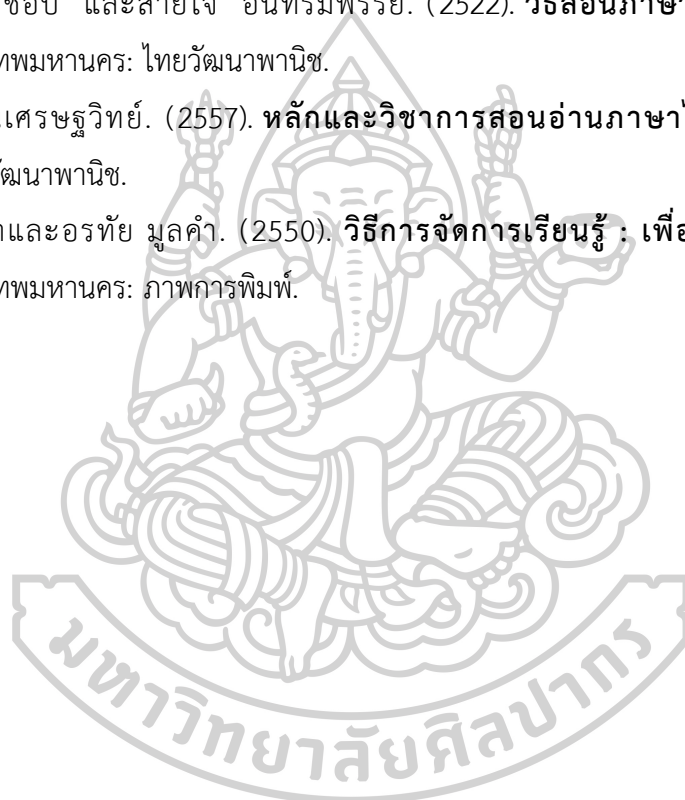 ชอบ และสายใจ อินทรัมพรรย์. (2522). วิธีสอนภาษา
ทพมหานคร: ไทยวัฒนาพานิช.
เศรษฐวิทย์. (2557). หลักและวิชาการสอนอ่านภาษาไ
ัฒนาพานิช.
าและอรทัย มูลคำ. (2550). วิธีการจัดการเรียนรู้ : เพื่อ
ทพมหานคร: ภาพการพิมพ์.
มหาวิทยาลัยศิลปากร